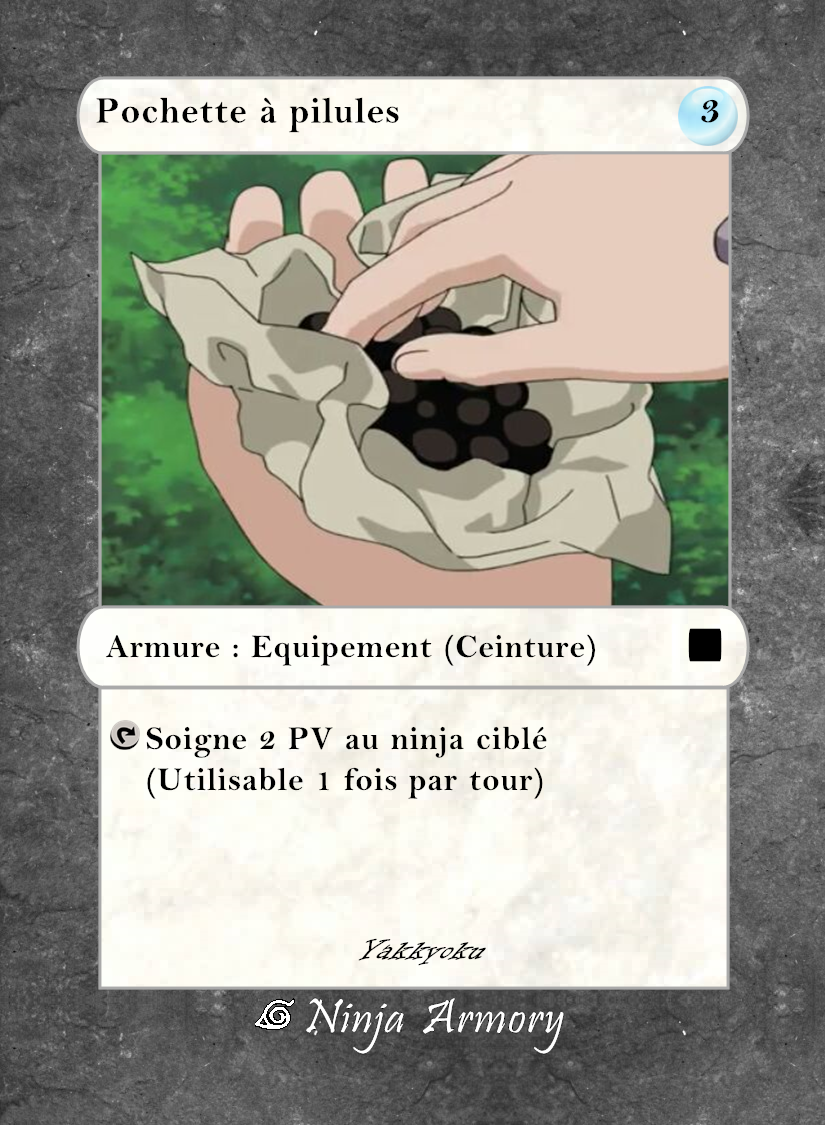 Pochette à pilules
3
Armure : Equipement (Ceinture)
Soigne 2 PV au ninja ciblé
(Utilisable 1 fois par tour)
Yakkyoku
Ninja Armory